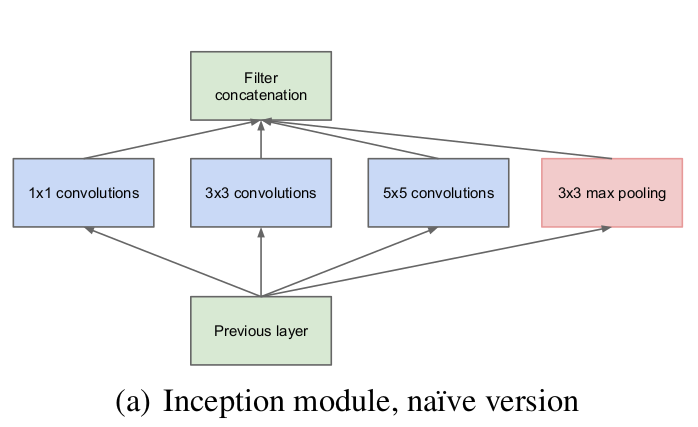 Filter
concatenation
1x1 convolutions
3x3 convolutions
5x5 convolutions
3x3 max pooling
Previous layer
(a) Inception module, naïve version